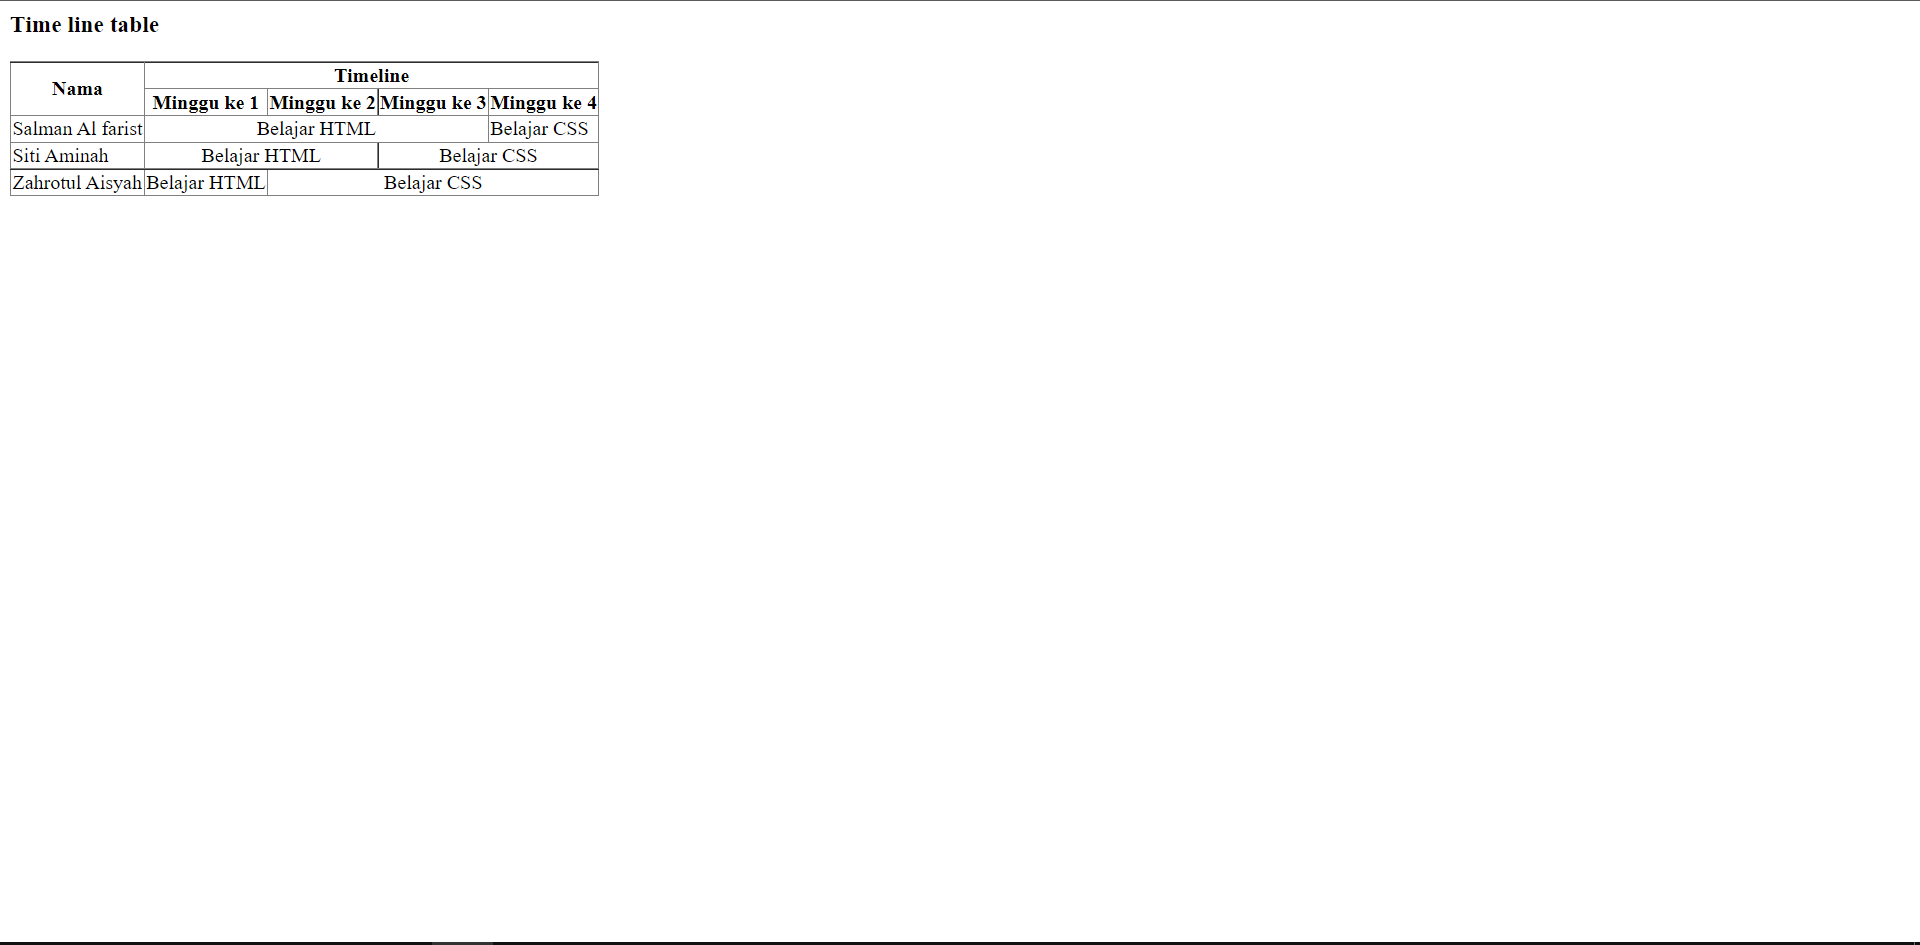 Time line table
Nama Timeline
Minggu ke 1 Minggu ke 2 Minggu ke 3 Minggu ke 4
Salman Al farist Belajar HTML Belajar CSS
Siti Aminah Belajar HTML Belajar CSS
Zahrotul Aisyah Belajar HTML Belajar CSS